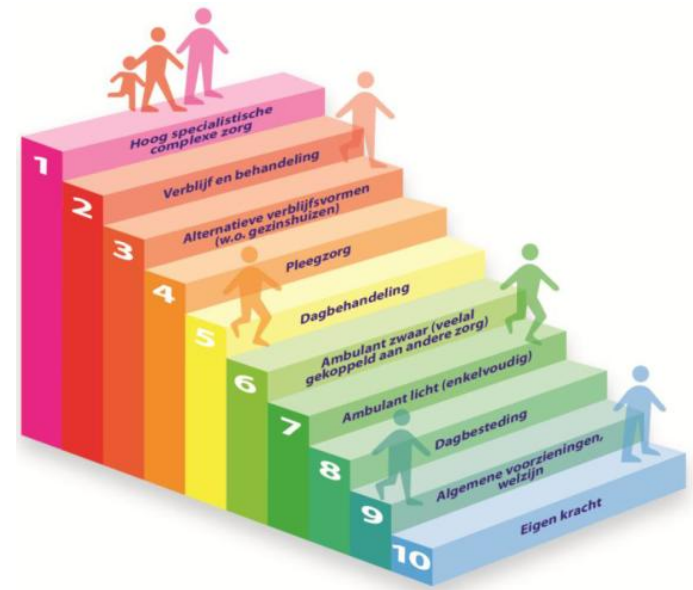 1
Hoog specialistische
complexe zorg
2
Verblijf en behandeling
3
Alternatieve verblijfsvormen
(w.o. gezinshuizen)
4
Pleegzorg
5
Dagbehandeling
6
Ambulant zwaar (veelal
gekoppeld aan andere zorg)
7
Ambulant licht (enkelvoudig)
8
Dagbesteding
9
Algemene voorzieningen,
welzijn
10
Eigen kracht